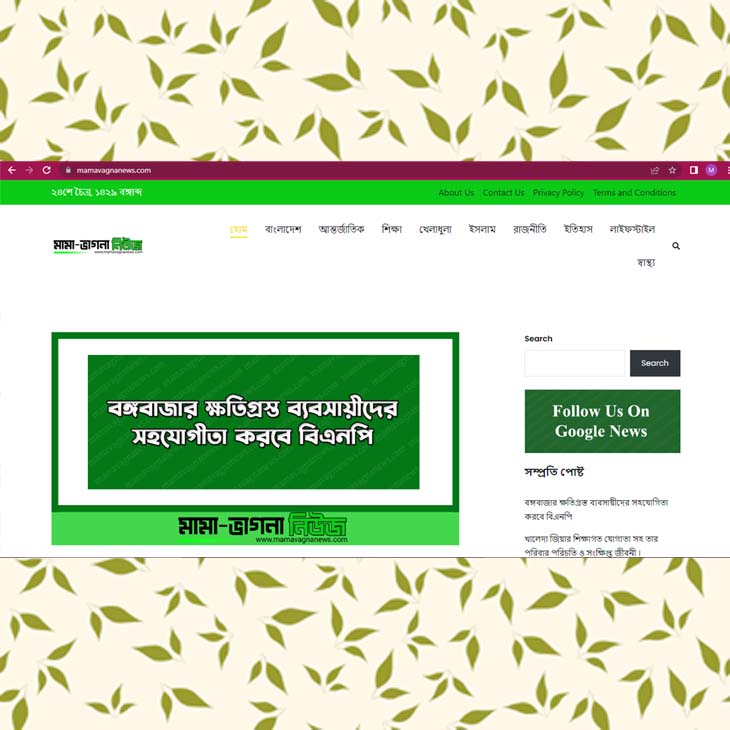 mamavagnanews.com
M
২৪শে চৈত্র, ১৪২৯ বঙ্গাব্দ
About Us Contact Us Privacy Policy Terms and Conditions
মামা-ভাগনা নিউজ
www.mamavagnanews.com
হোম বাংলাদেশ আন্তর্জাতিক শিক্ষা খেলাধুলা ইসলাম রাজনীতি ইতিহাস লাইফস্টাইল
স্বাস্থ্য
বঙ্গবাজার ক্ষতিগ্রস্ত ব্যবসায়ীদের
সহযোগীতা করবে বিএনপি
মামা-ভাগনা নিউজ
www.mamavagnanews.com
Search
Search
Follow Us On
Google News
সম্প্রতি পোষ্ট
বঙ্গবাজার ক্ষতিগ্রস্ত ব্যবসায়ীদের সহযোগিতা
করবে বিএনপি
খালেদা জিয়ার শিক্ষাগত যোগ্যতা সহ তার
পরিবার পরিচিতি ও সংক্ষিপ্ত জীবনী ।